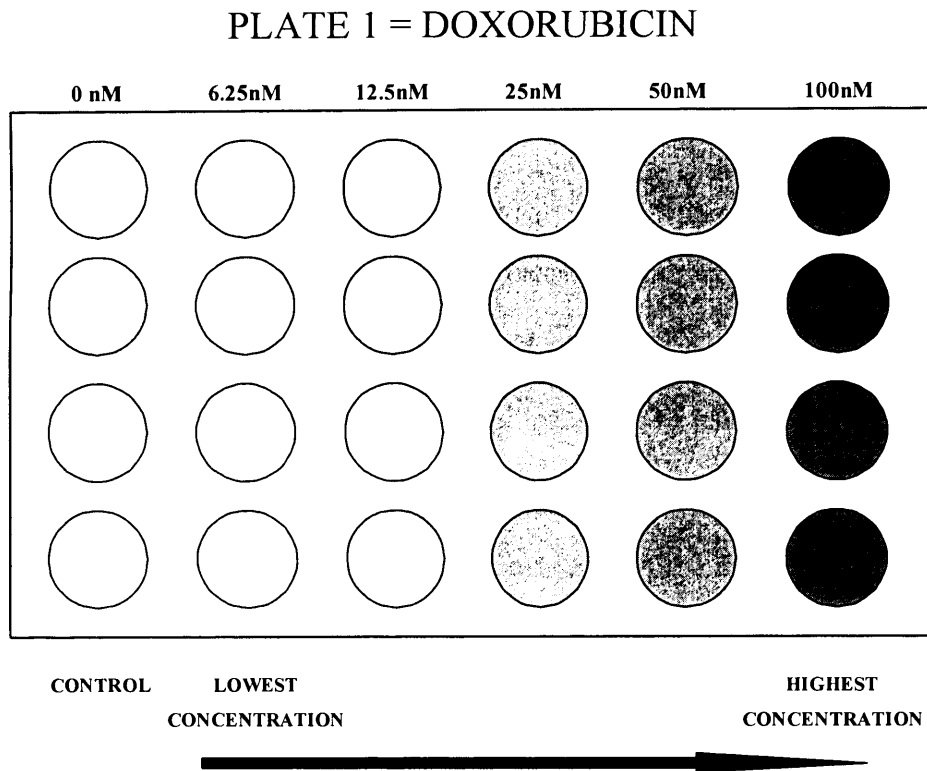 PLATE 1 = DOXORUBICIN
0 nM 6.25nM 12.5nM 25nM 50nM 100nM
CONTROL LOWEST CONCENTRATION HIGHEST CONCENTRATION